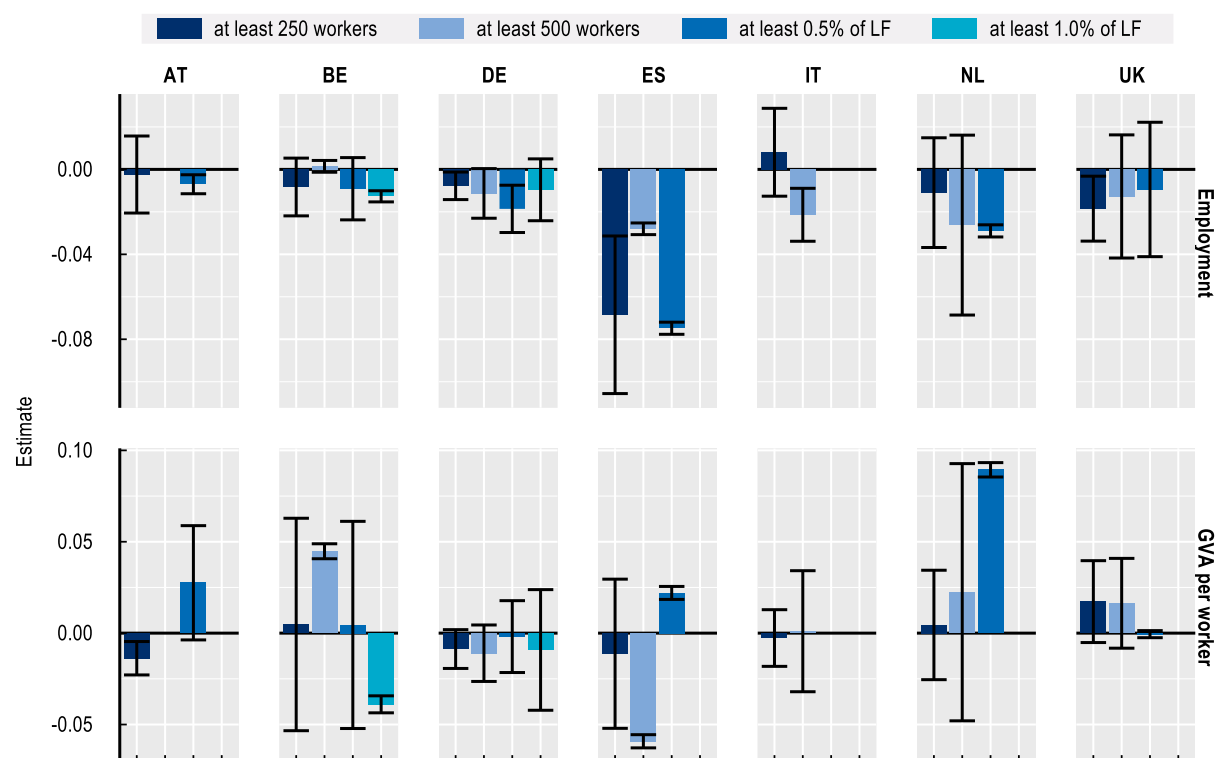 at least 250 workers at least 500 workers at least 0.5% of LF at least 1.0% of LF
AT BE DE ES IT NL UK
0.00
-0.04
-0.08
Employment
Estimate
0.10
0.05
0.00
-0.05
GVA per worker